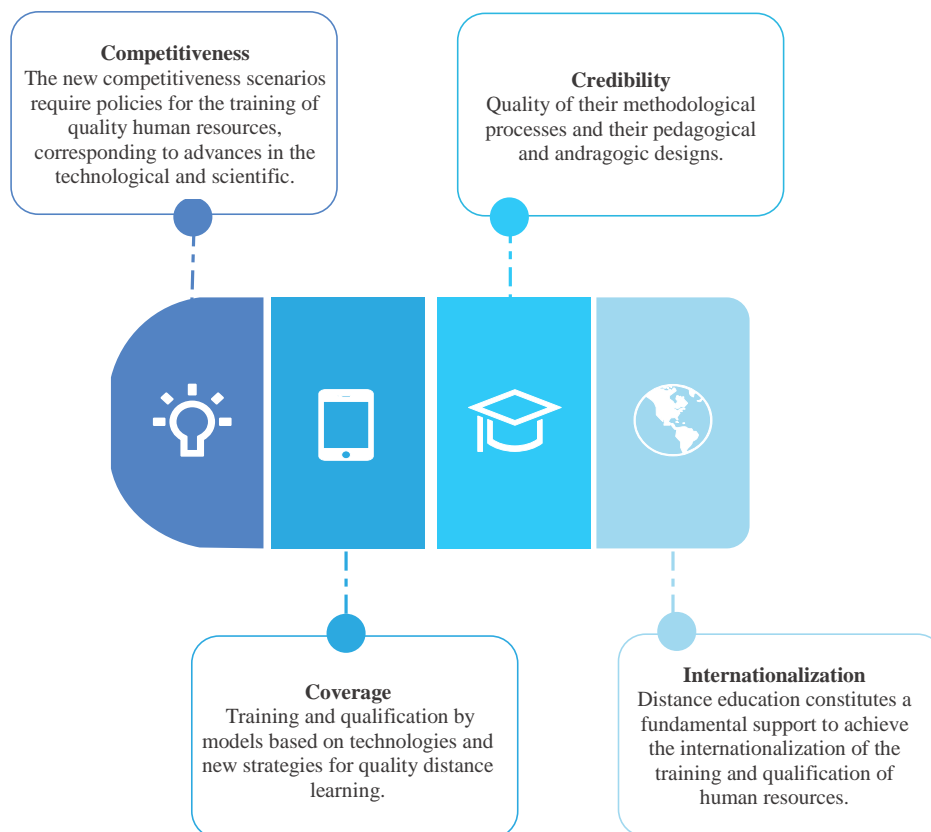 Competitiveness
The new competitiveness scenarios
require policies for the training of
quality human resources,
corresponding to advances in the
technological and scientific.
Credibility
Quality of their methodological
processes and their pedagogical
and andragogic designs.
Coverage
Training and qualification by
models based on technologies and
new strategies for quality distance
learning.
Internationalization
Distance education constitutes a
fundamental support to achieve
the internationalization of the
training and qualification of
human resources.